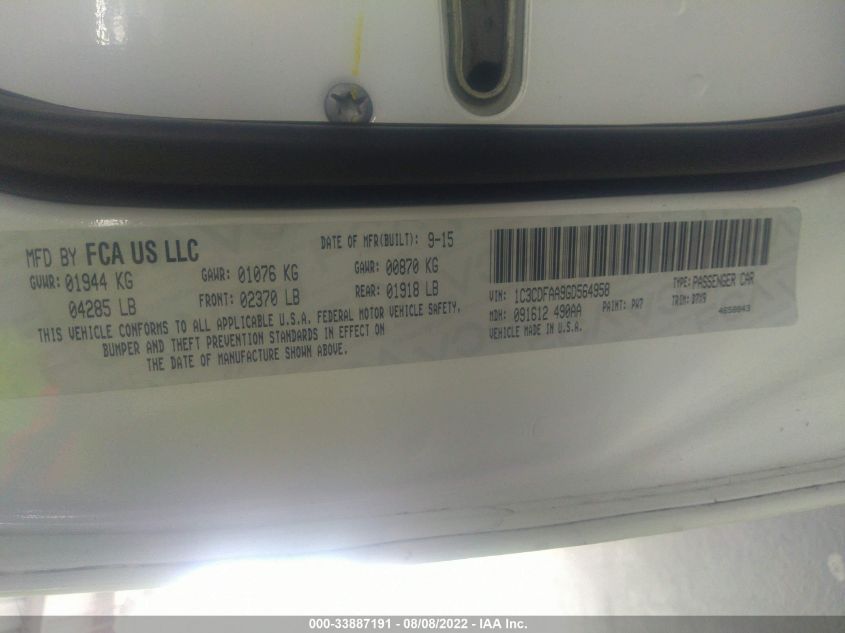 MFD BY FCA US LLC DATE OF MFR(BUILT): 9-15
GVWR: 01944 KG GAWR: 01076 KG GAWR: 00870 KG
04285 LB FRONT: 02370 LB REAR: 01918 LB
THIS VEHICLE CONFORMS TO ALL APPLICABLE U.S.A. FEDERAL MOTOR VEHICLE SAFETY,
BUMPER AND THEFT PREVENTION STANDARDS IN EFFECT ON
THE DATE OF MANUFACTURE SHOWN ABOVE.
VIN: 1C3CDFAA9GD564958 TYPE: PASSENGER CAR
MDH: 091612 490AA PAINT: PW7 TRIM: B7X9
VEHICLE MADE IN U.S.A. 4650043
000-33887191 - 08/08/2022 - IAA Inc.